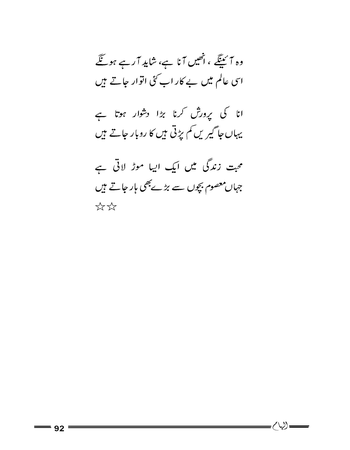 وہ آئینگے ، انھیں آنا ہے، شاید آرہے ہونگے
اسی عالم میں بے کار اب کئی اتوار جاتے ہیں
انا کی پرورش کرنا بڑا دشوار ہوتا ہے
یہاں جاگیریں کم پڑتی ہیں کاروبار جاتے ہیں
محبت زندگی میں ایک ایسا موڑ لاتی ہے
جہاں معصوم بچوں سے بڑے بھی ہار جاتے ہیں
☆☆
92